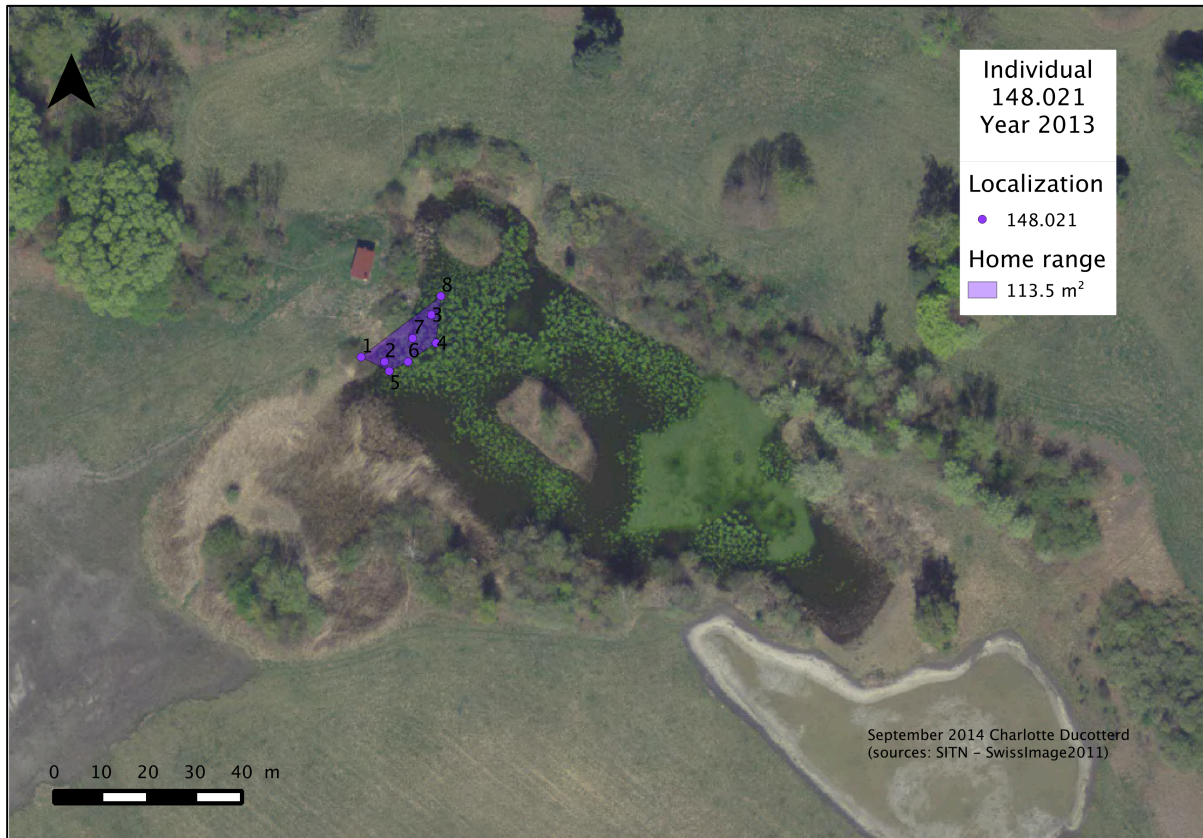 Individual
148.021
Year 2013
Localization
148.021
Home range
113.5 m²
8
3
7
4
1
2
6
5
September 2014 Charlotte Ducotterd
(sources: SITN – SwissImage2011)
0 10 20 30 40 m